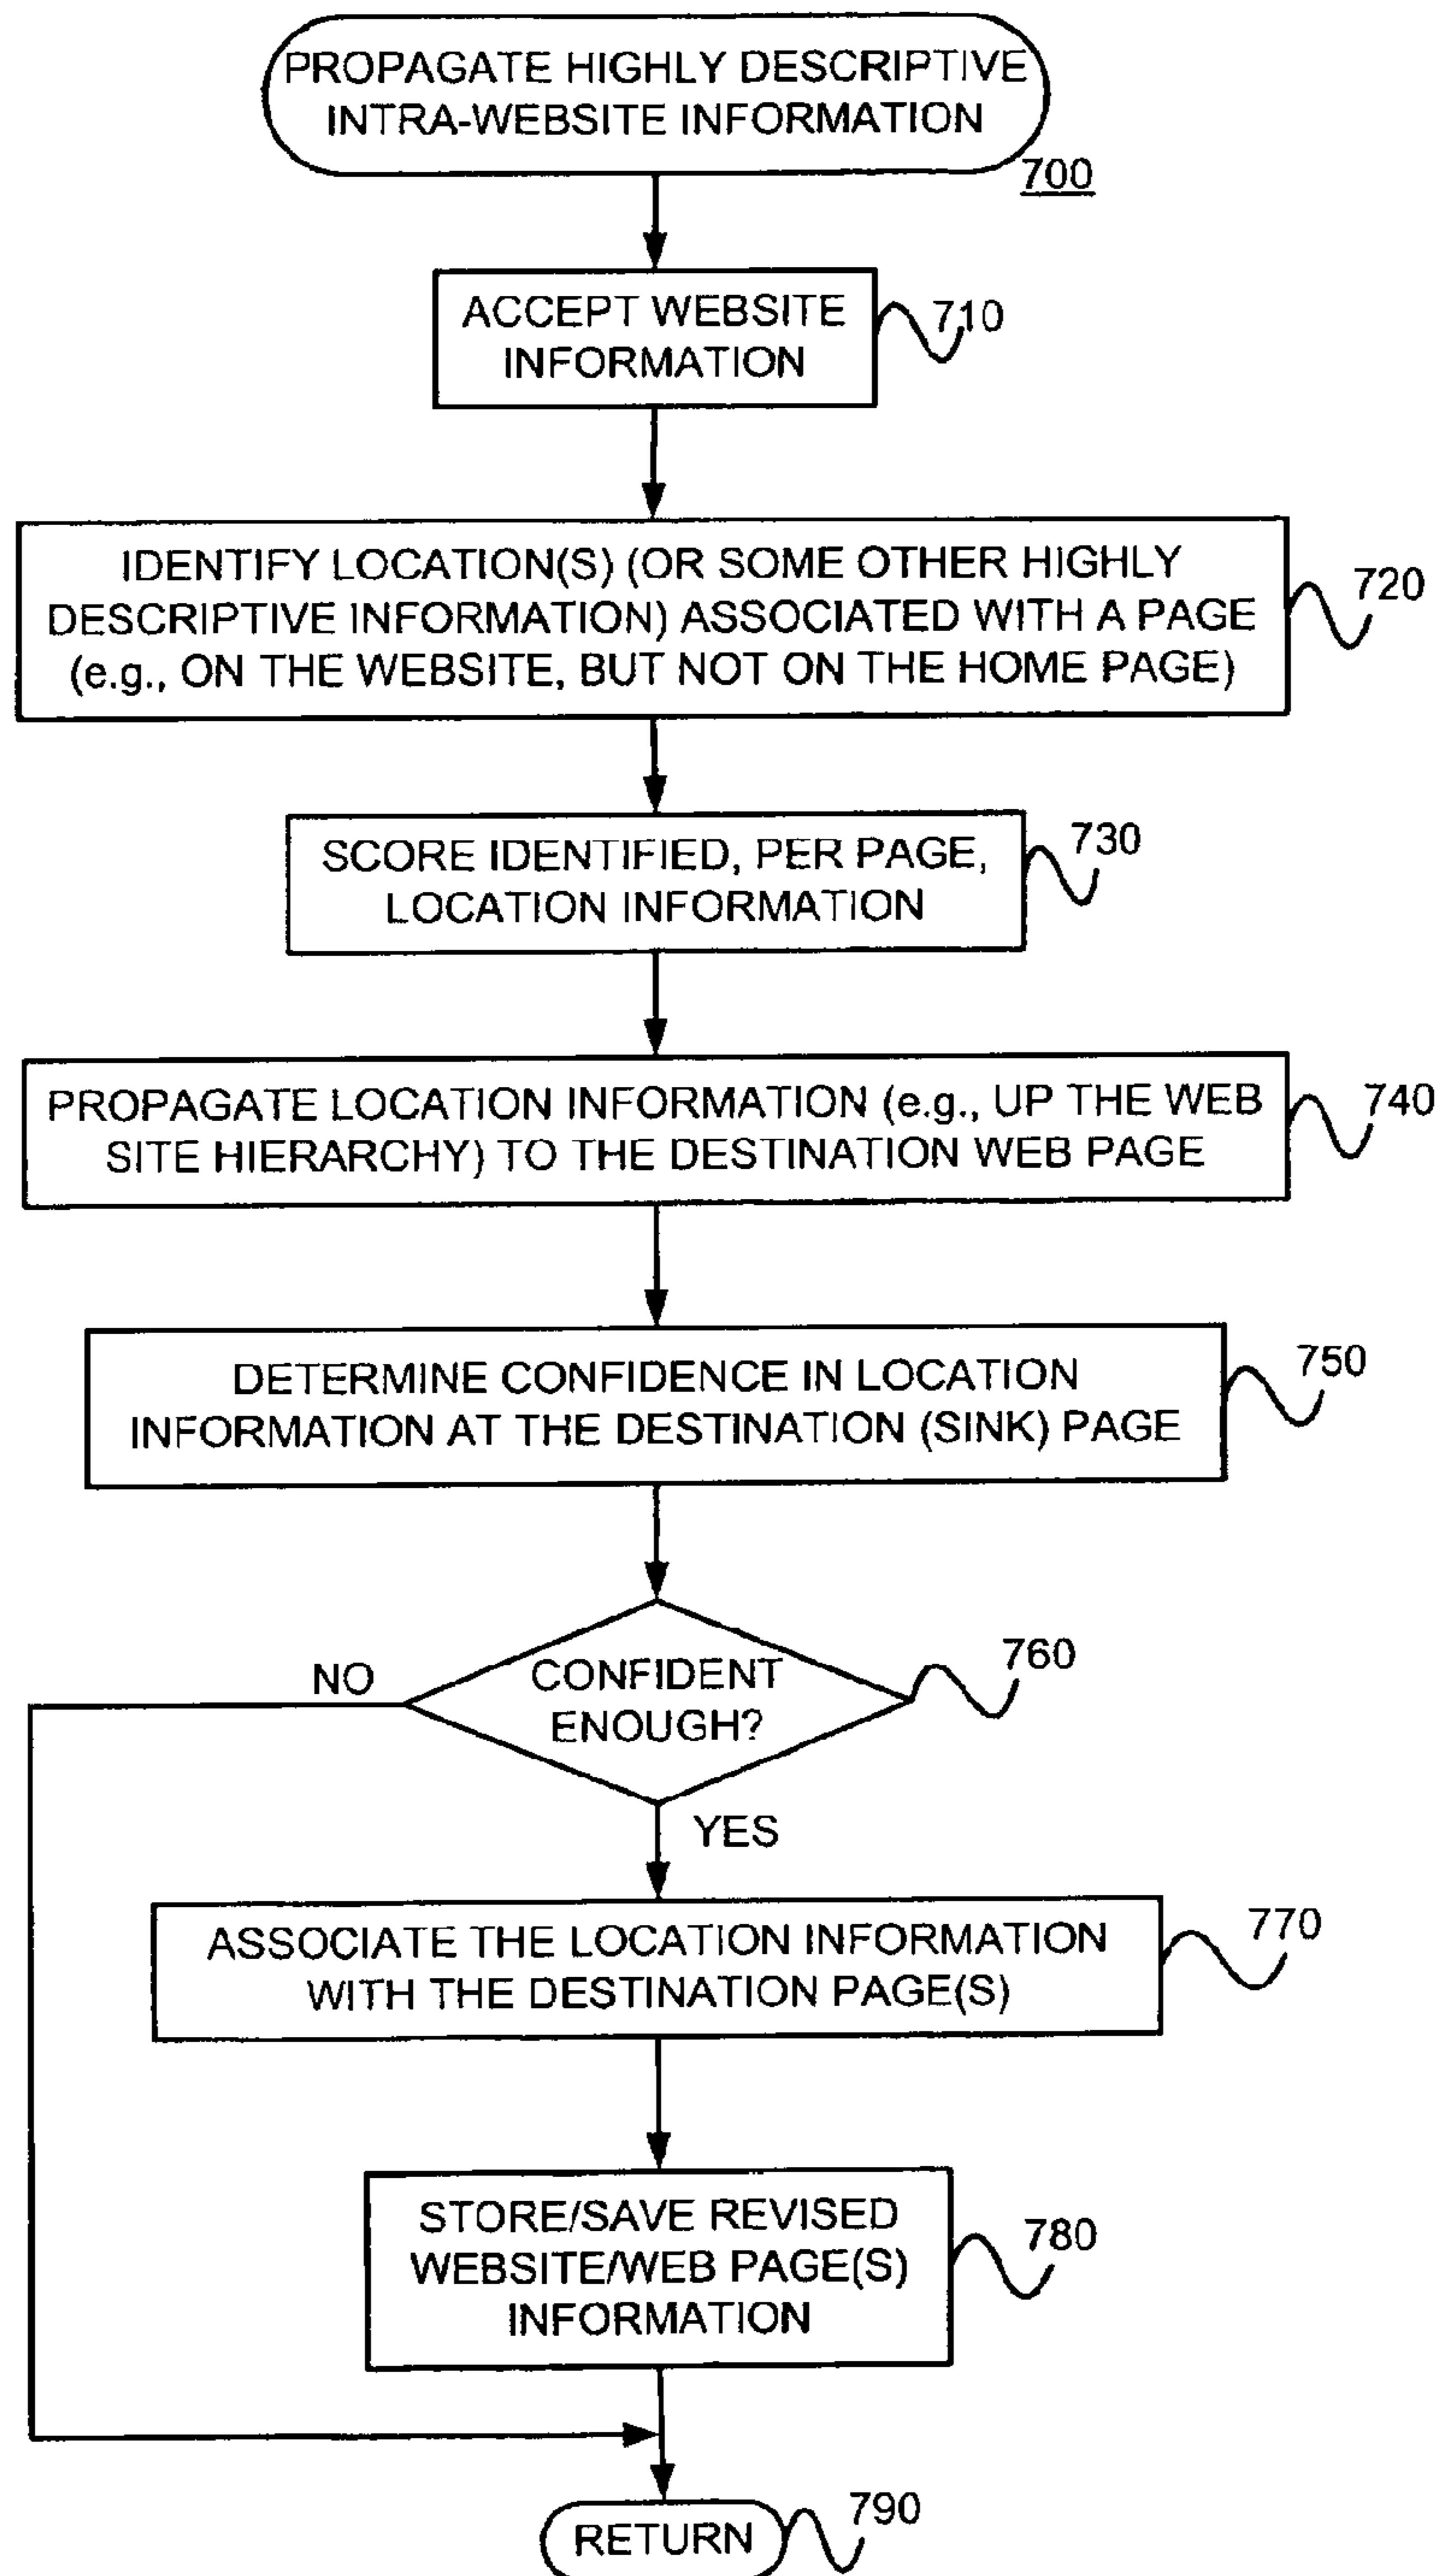 PROPAGATE HIGHLY DESCRIPTIVE
INTRA-WEBSITE INFORMATION
700
ACCEPT WEBSITE
INFORMATION
710
IDENTIFY LOCATION(S) (OR SOME OTHER HIGHLY
DESCRIPTIVE INFORMATION) ASSOCIATED WITH A PAGE
(e.g., ON THE WEBSITE, BUT NOT ON THE HOME PAGE)
720
SCORE IDENTIFIED, PER PAGE,
LOCATION INFORMATION
730
PROPAGATE LOCATION INFORMATION (e.g., UP THE WEB
SITE HIERARCHY) TO THE DESTINATION WEB PAGE
740
DETERMINE CONFIDENCE IN LOCATION
INFORMATION AT THE DESTINATION (SINK) PAGE
750
CONFIDENT
ENOUGH?
760
NO
YES
ASSOCIATE THE LOCATION INFORMATION
WITH THE DESTINATION PAGE(S)
770
STORE/SAVE REVISED
WEBSITE/WEB PAGE(S)
INFORMATION
780
RETURN
790